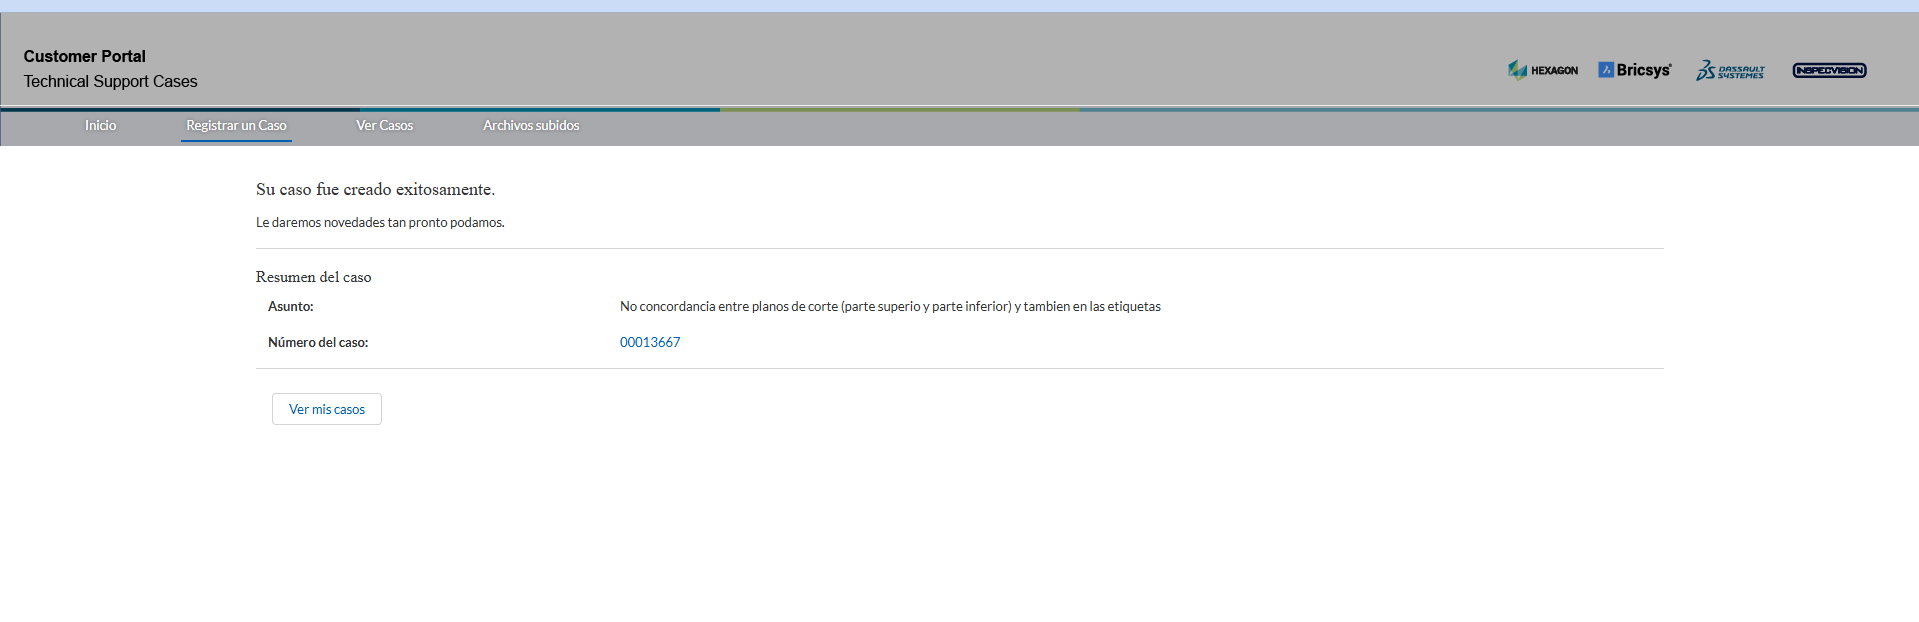 Customer Portal
Technical Support Cases
HEXAGON
Bricsys®
DASSAULT
SYSTEMES
INSPECVISION
Inicio
Registrar un Caso
Ver Casos
Archivos subidos
Su caso fue creado exitosamente.
Le daremos novedades tan pronto podamos.
Resumen del caso
Asunto: No concordancia entre planos de corte (parte superio y parte inferior) y tambien en las etiquetas
Número del caso: 00013667
Ver mis casos